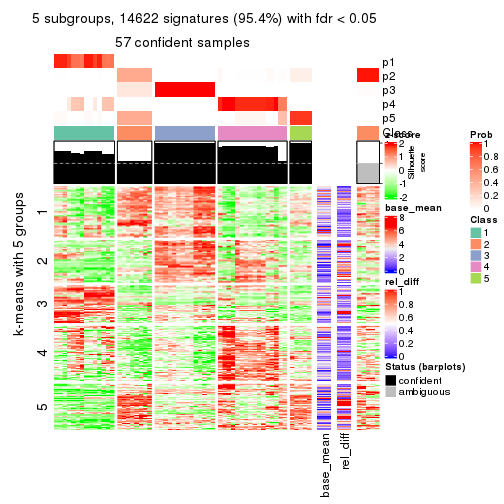 5 subgroups, 14622 signatures (95.4%) with fdr < 0.05
57 confident samples
p1
p2
p3
p4
p5
Class
z-score
2
1
0
-1
-2
Silhouette
score
Prob
1
0.8
0.6
0.4
0.2
0
base_mean
8
6
4
2
0
Class
1
2
3
4
5
rel_diff
1
0.8
0.6
0.4
0.2
0
Status (barplots)
confident
ambiguous
k-means with 5 groups
1
2
3
4
5
base_mean
rel_diff